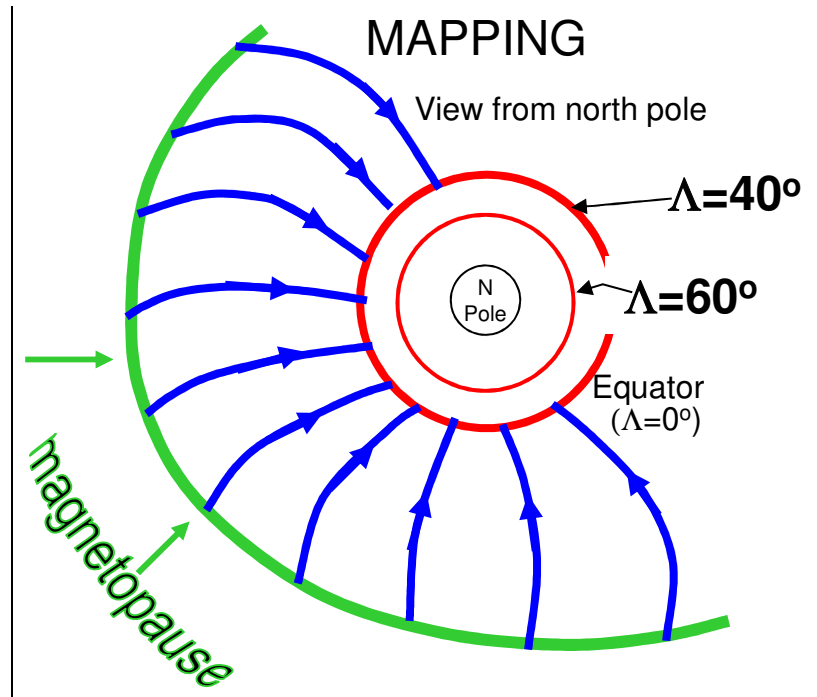 MAPPING
View from north pole
Λ=40º
N
Pole
Λ=60º
Equator
(Λ=0º)
magnetopause